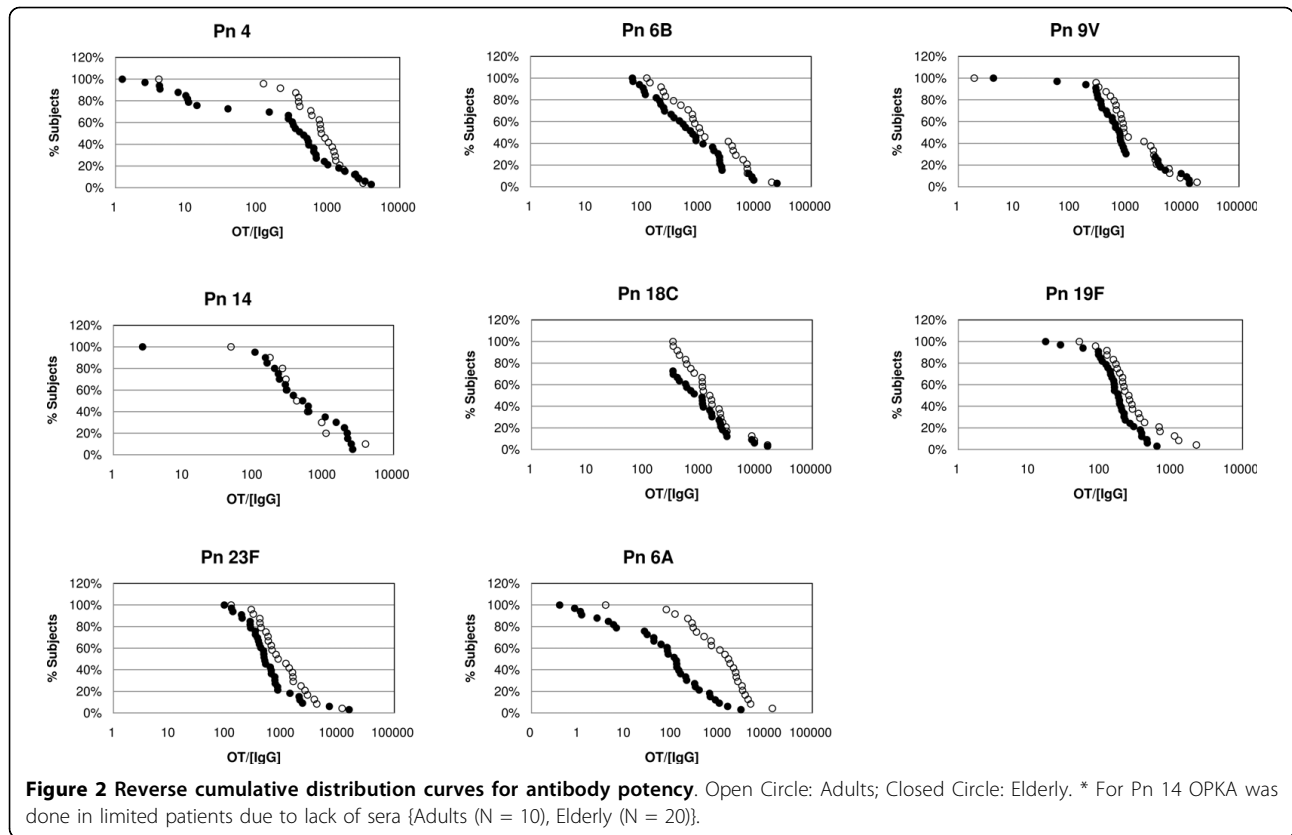 Pn 4
120%
100%
80%
60%
40%
20%
0%
% Subjects
1 10 100 1000 10000
OT/[IgG]
Pn 6B
120%
100%
80%
60%
40%
20%
0%
% Subjects
1 10 100 1000 10000 100000
OT/[IgG]
Pn 9V
120%
100%
80%
60%
40%
20%
0%
% Subjects
1 10 100 1000 10000 100000
OT/[IgG]
Pn 14
120%
100%
80%
60%
40%
20%
0%
% Subjects
1 10 100 1000 10000
OT/[IgG]
Pn 18C
120%
100%
80%
60%
40%
20%
0%
% Subjects
1 10 100 1000 10000 100000
OT/[IgG]
Pn 19F
120%
100%
80%
60%
40%
20%
0%
% Subjects
1 10 100 1000 10000
OT/[IgG]
Pn 23F
120%
100%
80%
60%
40%
20%
0%
% Subjects
1 10 100 1000 10000 100000
OT/[IgG]
Pn 6A
120%
100%
80%
60%
40%
20%
0%
% Subjects
0 1 10 100 1000 10000 100000
OT/[IgG]
Figure 2 Reverse cumulative distribution curves for antibody potency. Open Circle: Adults; Closed Circle: Elderly. * For Pn 14 OPKA was
done in limited patients due to lack of sera {Adults (N = 10), Elderly (N = 20)}.